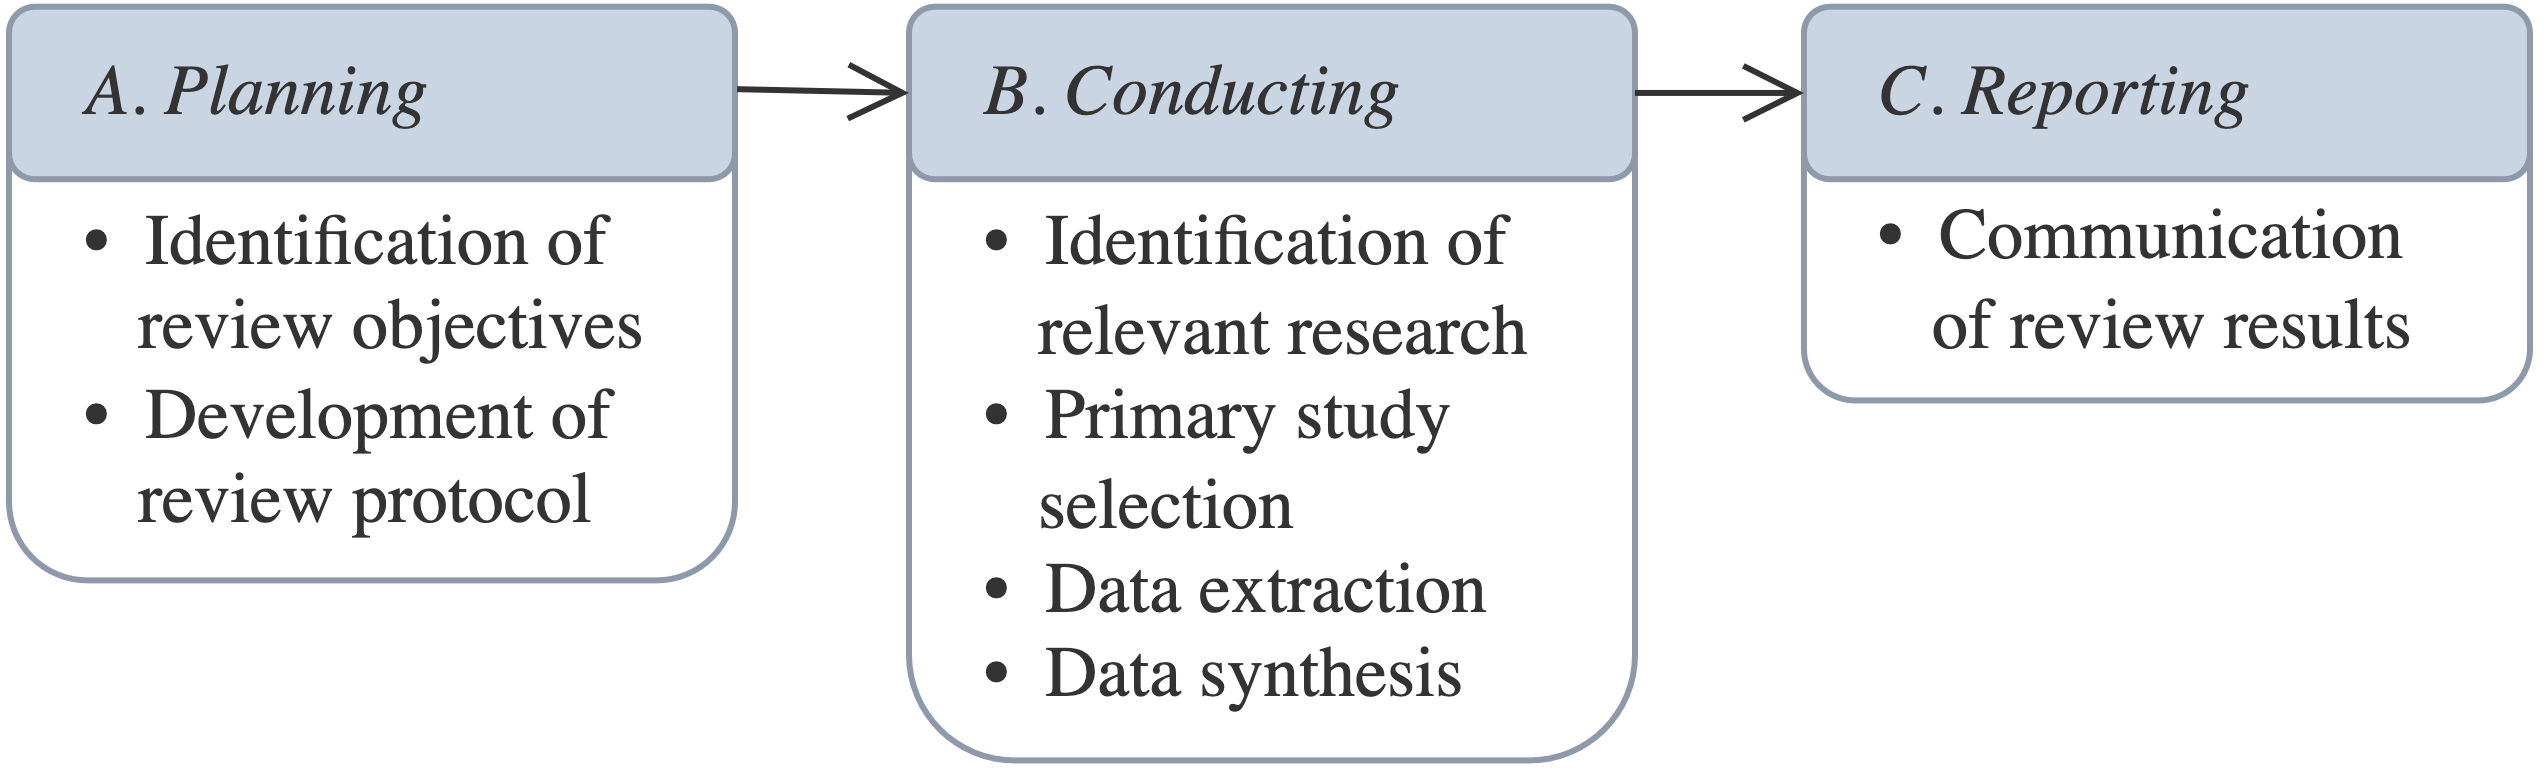 A. Planning
• Identification of
review objectives
• Development of
review protocol
B. Conducting
• Identification of
relevant research
• Primary study
selection
• Data extraction
• Data synthesis
C. Reporting
• Communication
of review results